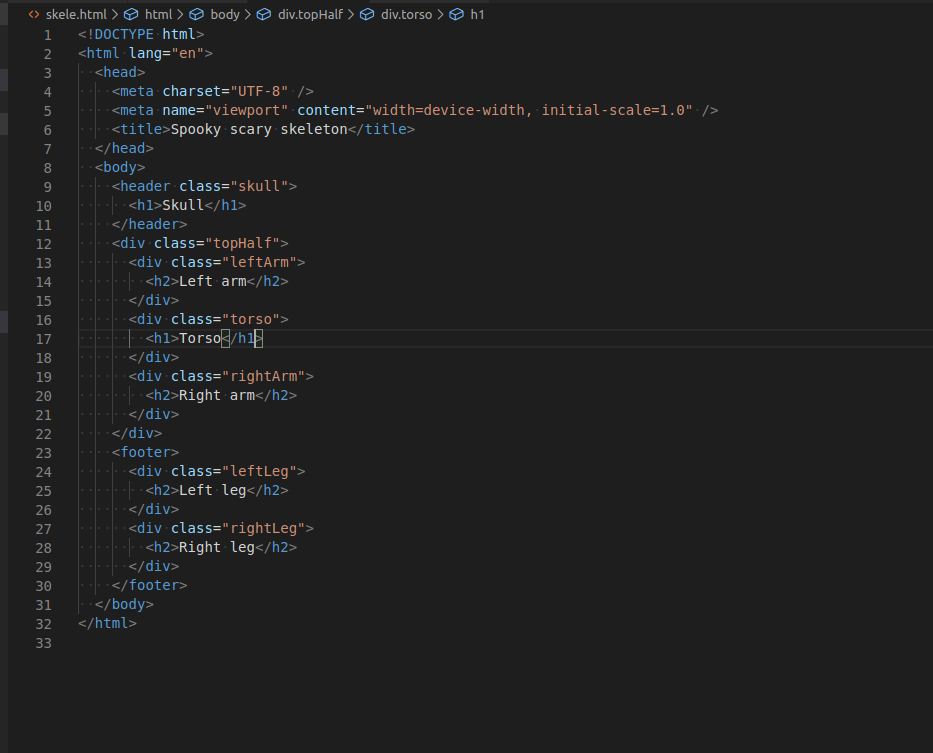 <> skele.html > html > body > div.topHalf > div.torso > h1
1 <!DOCTYPE html>
2 <html lang="en">
3   <head>
4     <meta charset="UTF-8" />
5     <meta name="viewport" content="width=device-width, initial-scale=1.0" />
6     <title>Spooky scary skeleton</title>
7   </head>
8   <body>
9     <header class="skull">
10       <h1>Skull</h1>
11     </header>
12     <div class="topHalf">
13       <div class="leftArm">
14         <h2>Left arm</h2>
15       </div>
16       <div class="torso">
17         <h1>Torso</h1>
18       </div>
19       <div class="rightArm">
20         <h2>Right arm</h2>
21       </div>
22     </div>
23     <footer>
24       <div class="leftLeg">
25         <h2>Left leg</h2>
26       </div>
27       <div class="rightLeg">
28         <h2>Right leg</h2>
29       </div>
30     </footer>
31   </body>
32 </html>
33